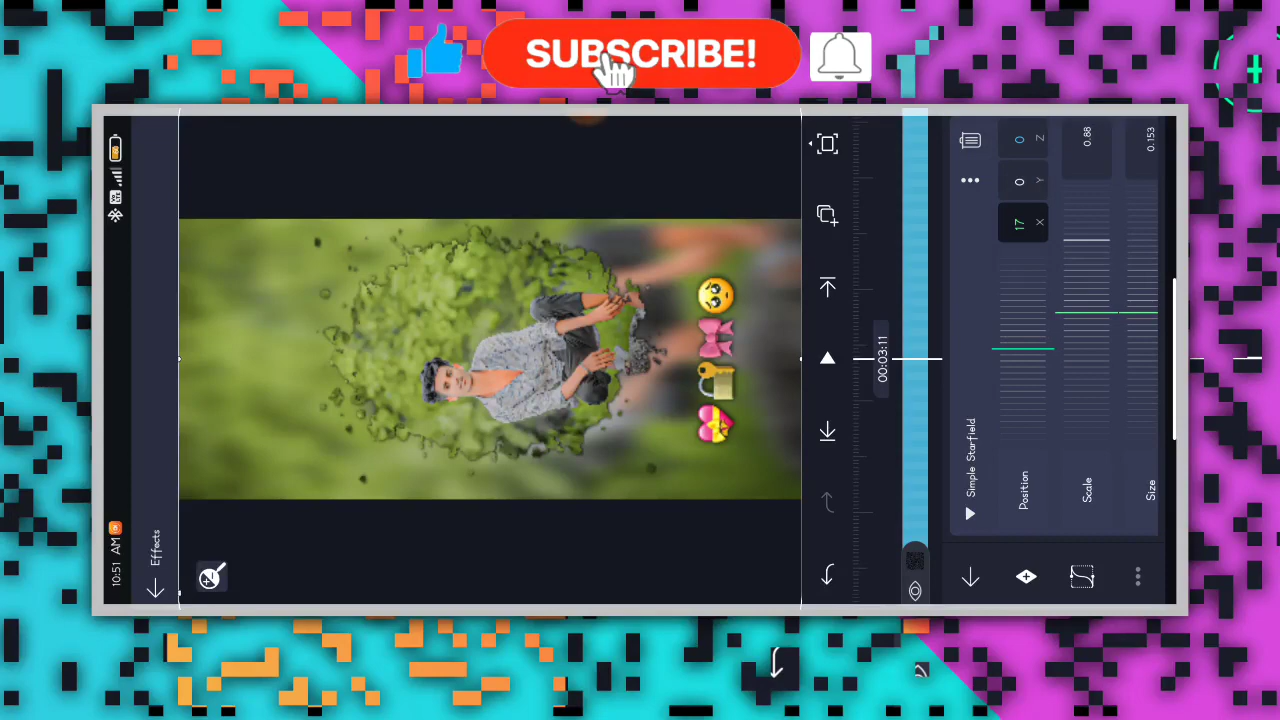 SUBSCRIBE!
10:51 AM
Effects
00:03:11
Simple Starfield
Position
17
X
0
Y
0
Z
Scale
0.88
Size
0.153